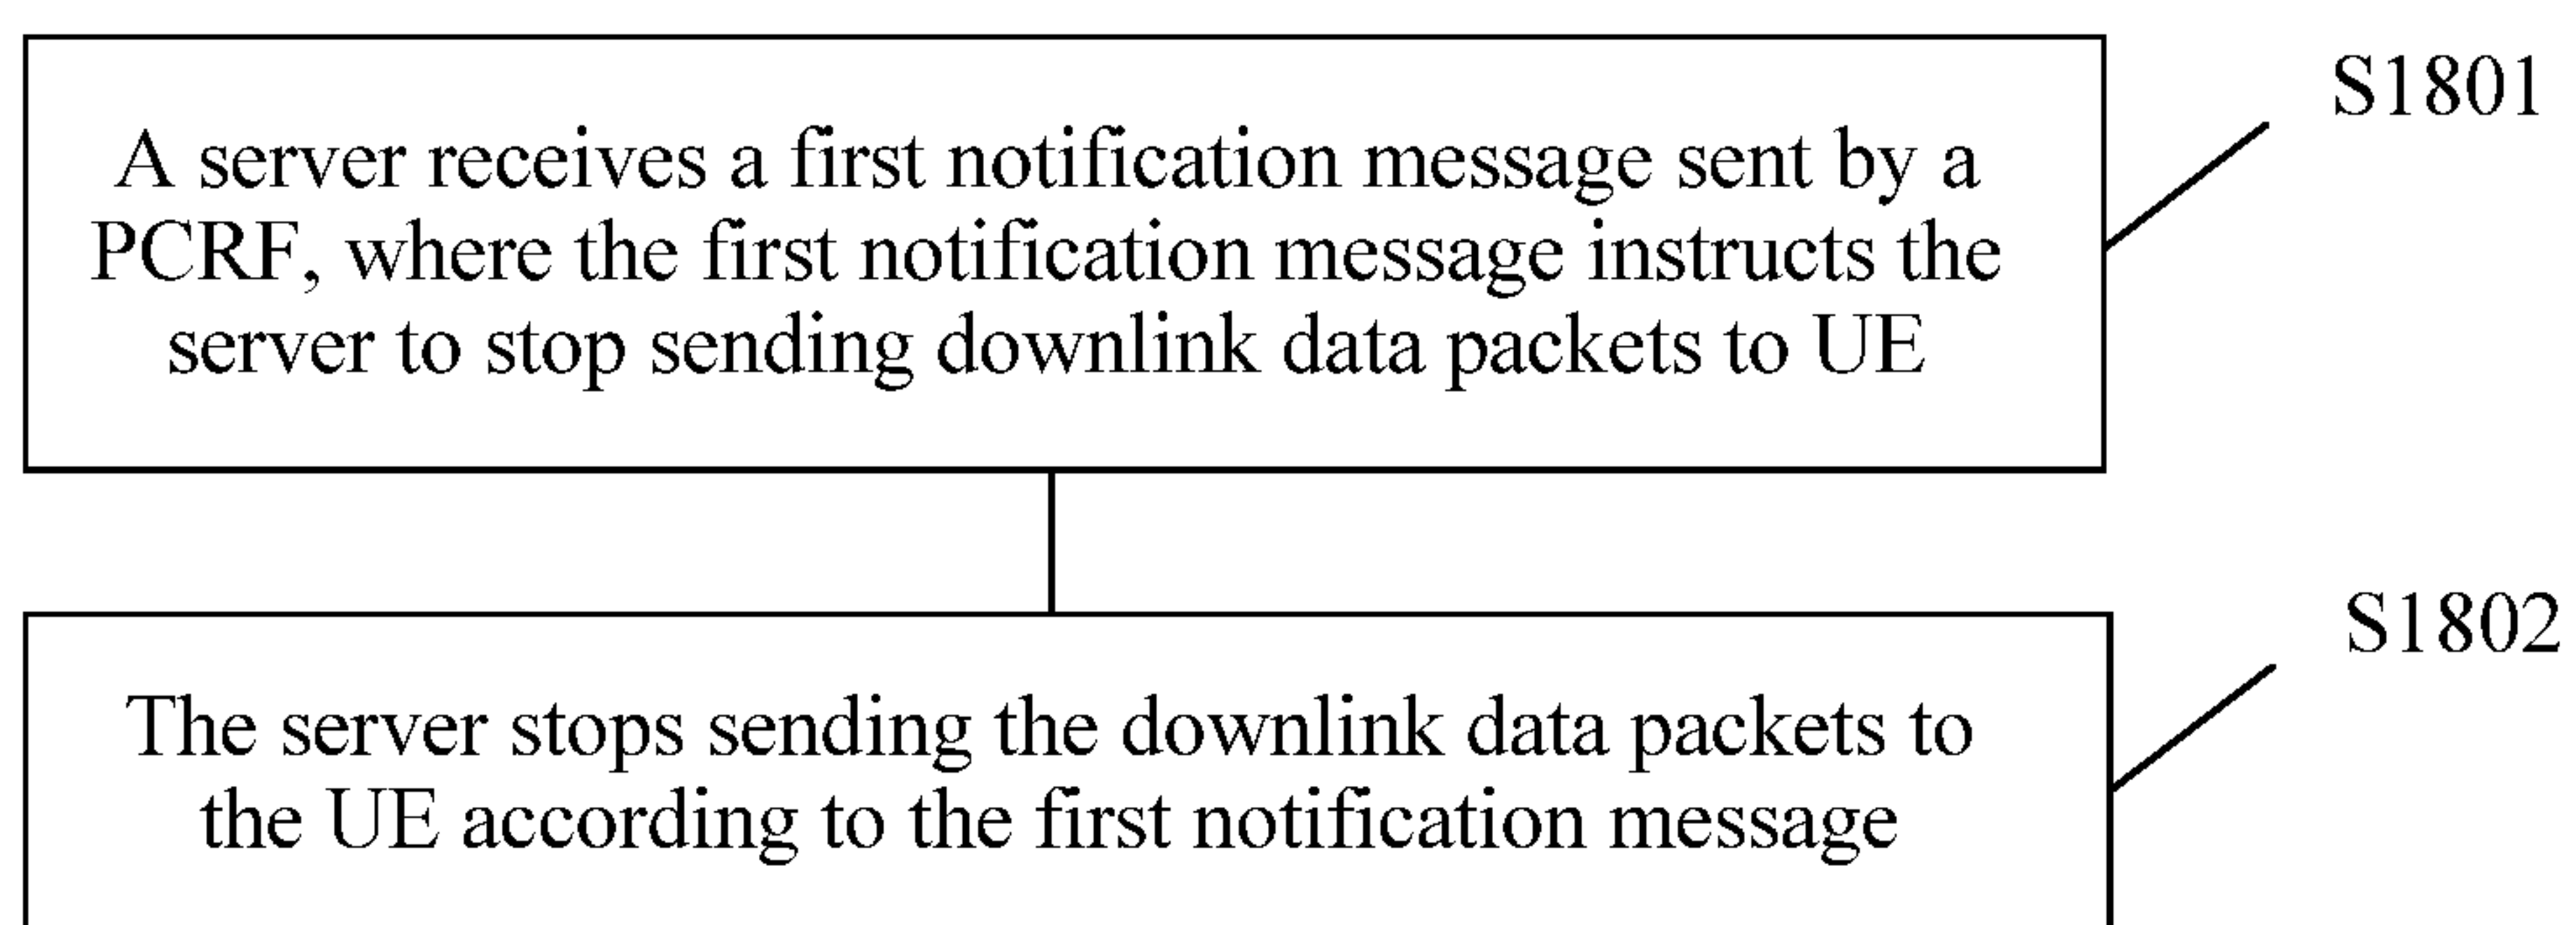 S1801
A server receives a first notification message sent by a
PCRF, where the first notification message instructs the
server to stop sending downlink data packets to UE
S1802
The server stops sending the downlink data packets to
the UE according to the first notification message